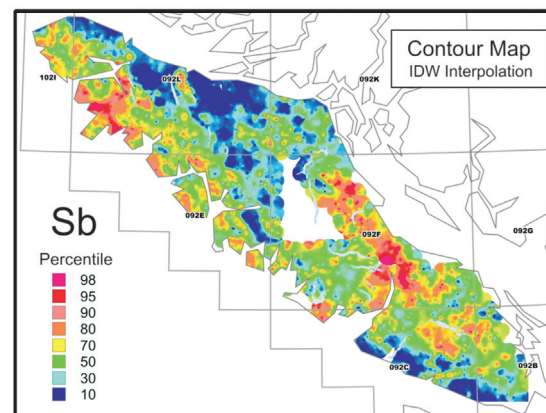 Contour Map
IDW Interpolation
102I
092L
092K
092E
Sb
092F
092G
Percentile
98
95
90
80
70
50
30
10
092C
092B